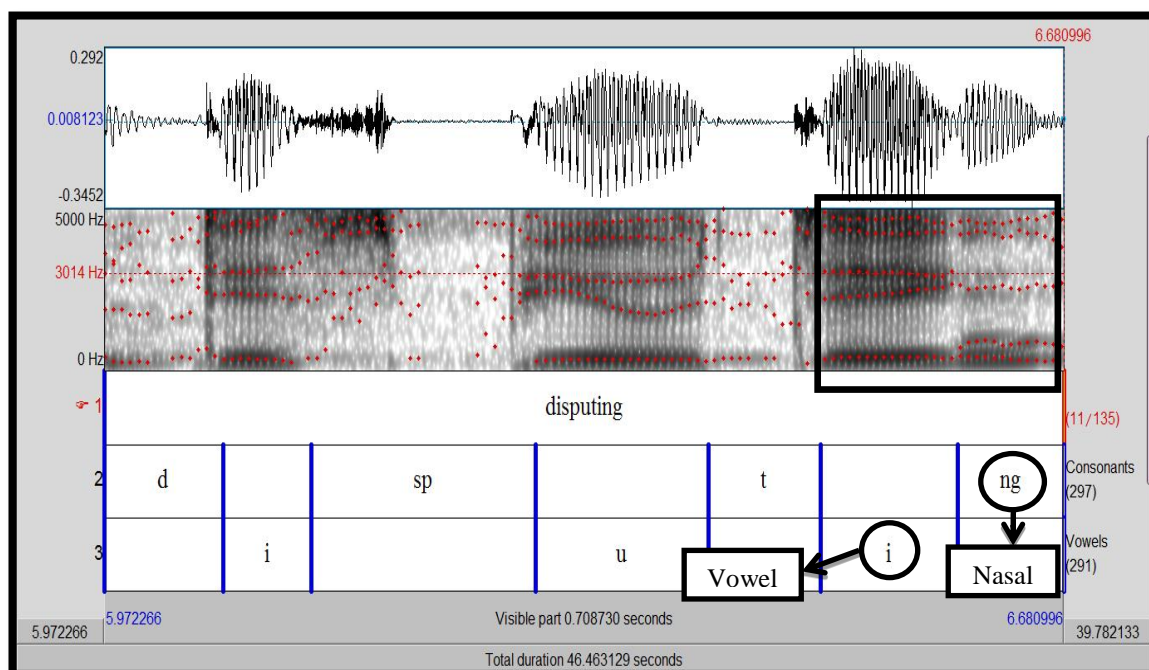 6.680996
0.292
0.008123
-0.3452
5000 Hz
3014 Hz
0 Hz
☞ 1
disputing
(11/135)
2
d
sp
t
ng
Consonants
(297)
3
i
u
Vowel
i
Nasal
Vowels
(291)
5.972266
Visible part 0.708730 seconds
6.680996
5.972266
39.782133
Total duration 46.463129 seconds